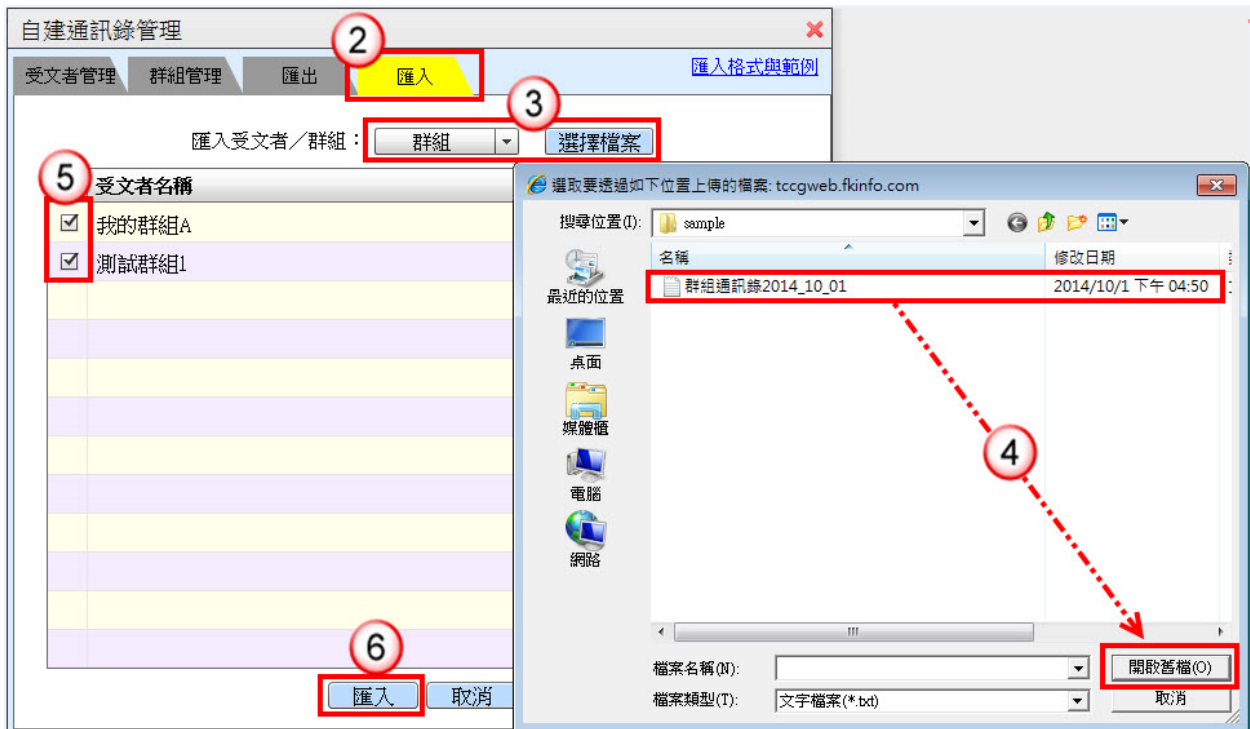 自建通訊錄管理
②
受文者管理 群組管理 匯出 匯入 匯入格式與範例
③
匯入受文者／群組： 群組 選擇檔案
⑤
受文者名稱
我的群組A
測試群組1
⑥
匯入 取消
選取要透過如下位置上傳的檔案: tccgweb.fkinfo.com
搜尋位置(I): sample
名稱 修改日期
群組通訊錄2014_10_01 2014/10/1 下午 04:50
最近的位置
桌面
媒體櫃
電腦
網路
④
檔案名稱(N): 開啟舊檔(O)
檔案類型(T): 文字檔案(*.txt) 取消